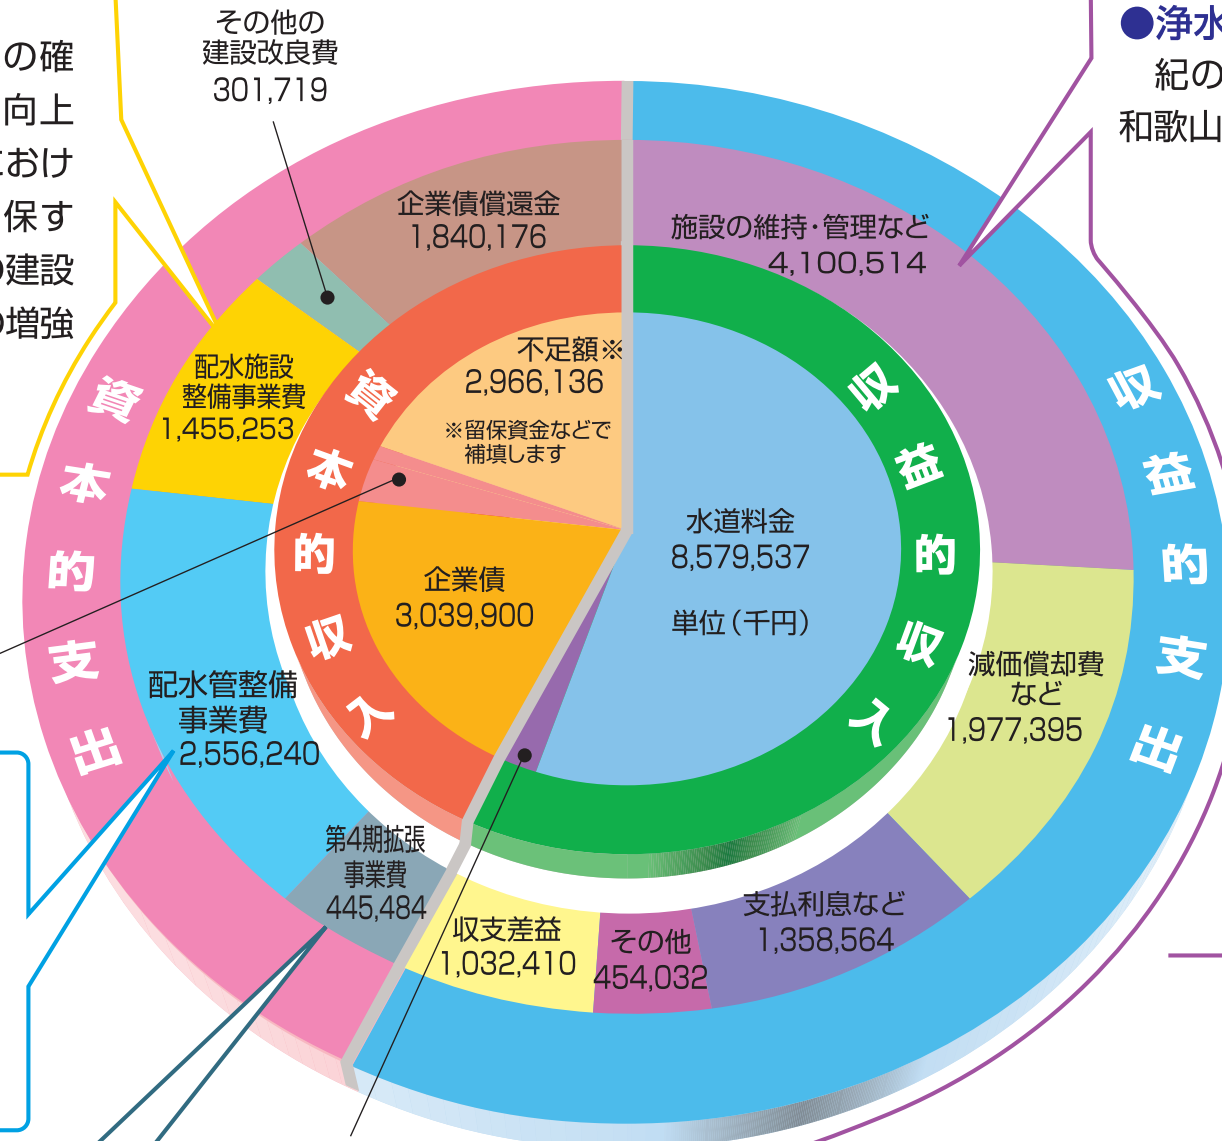 の確
向上
おけ
保す
建設
増強
その他の
建設改良費
301,719
●浄水
紀の
和歌山
企業債償還金
1,840,176
施設の維持・管理など
4,100,514
配水施設
整備事業費
1,455,253
不足額※
2,966,136
※留保資金などで
補填します
水道料金
8,579,537
単位（千円）
企業債
3,039,900
減価償却費
など
1,977,395
配水管整備
事業費
2,556,240
第4期拡張
事業費
445,484
収支差益
1,032,410
その他
454,032
支払利息など
1,358,564
資本的支出
資本的収入
収益的収入
収益的支出